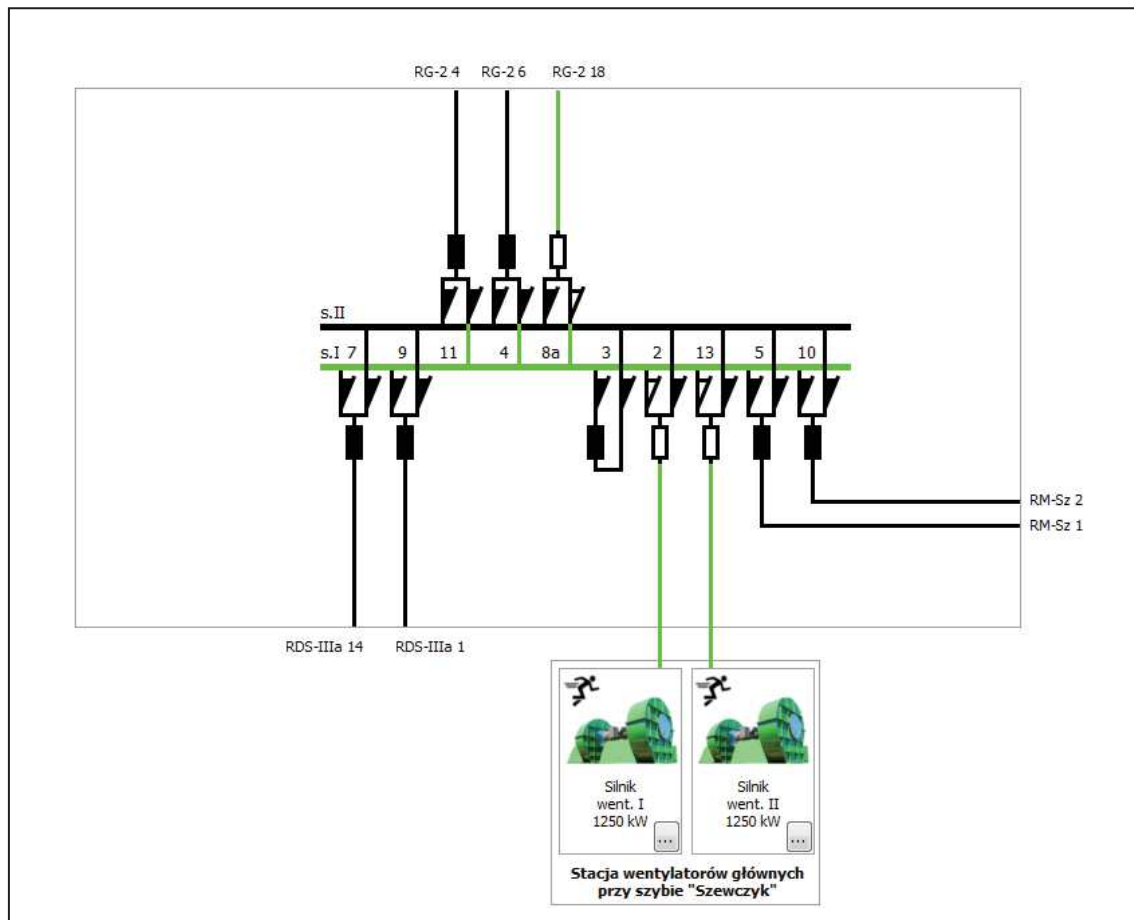 RG-2 4 RG-2 6 RG-2 18
s.II
s.I 7 9 11 4 8a 3 2 13 5 10
RM-Sz 2
RM-Sz 1
RDS-IIIa 14 RDS-IIIa 1
Silnik
went. I
1250 kW
...
Silnik
went. II
1250 kW
...
Stacja wentylatorów głównych
przy szybie "Szewczyk"